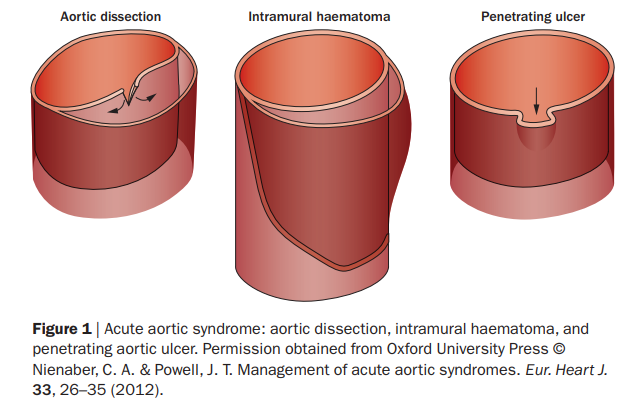 Aortic dissection
Intramural haematoma
Penetrating ulcer
Figure 1 | Acute aortic syndrome: aortic dissection, intramural haematoma, and
penetrating aortic ulcer. Permission obtained from Oxford University Press ©
Nienaber, C. A. & Powell, J. T. Management of acute aortic syndromes. Eur. Heart J.
33, 26–35 (2012).